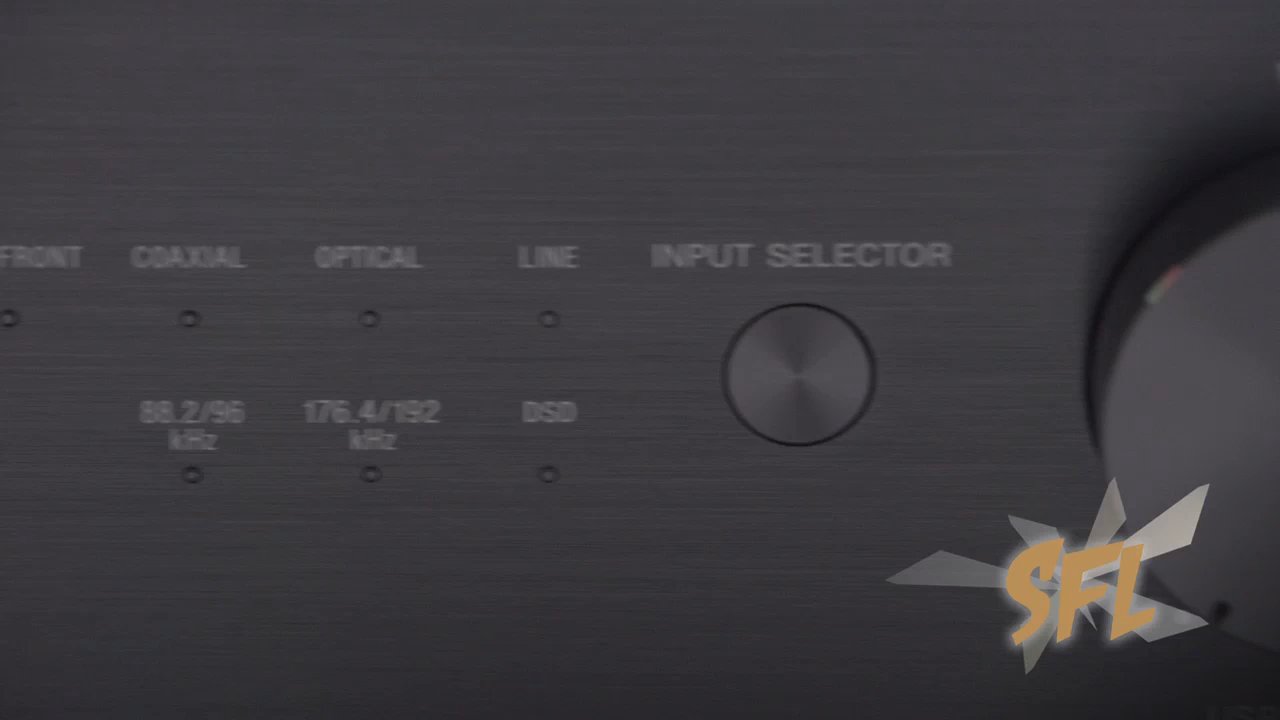 FRONT COAXIAL OPTICAL LINE INPUT SELECTOR
88.2/96 kHz
176.4/192 kHz
DSD
SFL